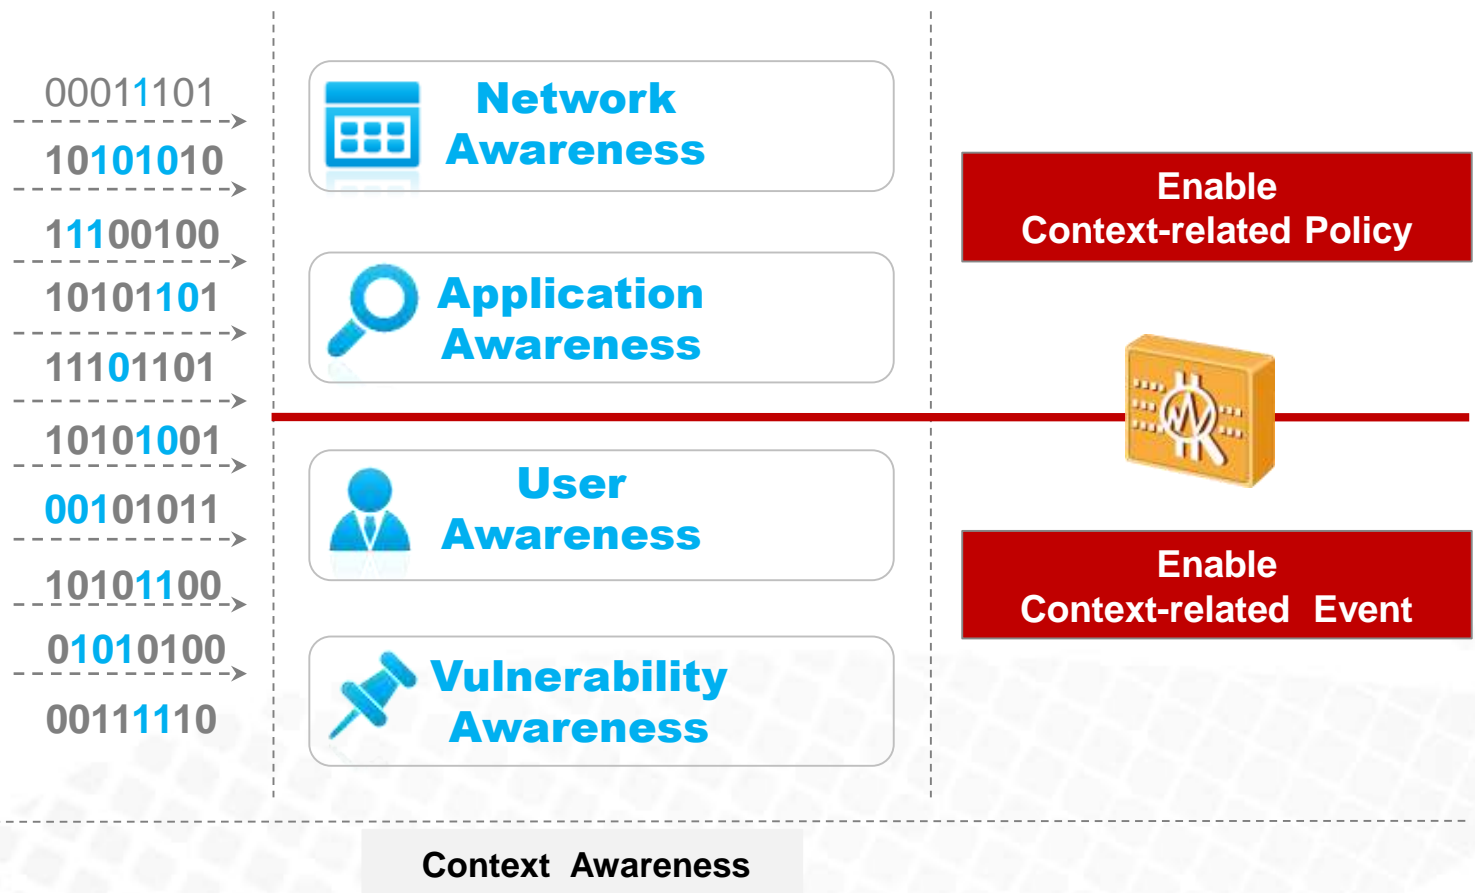 00011101
10101010
11100100
10101101
11101101
10101001
00101011
10101100
01010100
00111110
Network
Awareness
Application
Awareness
User
Awareness
Vulnerability
Awareness
Enable
Context-related Policy
Enable
Context-related Event
Context Awareness